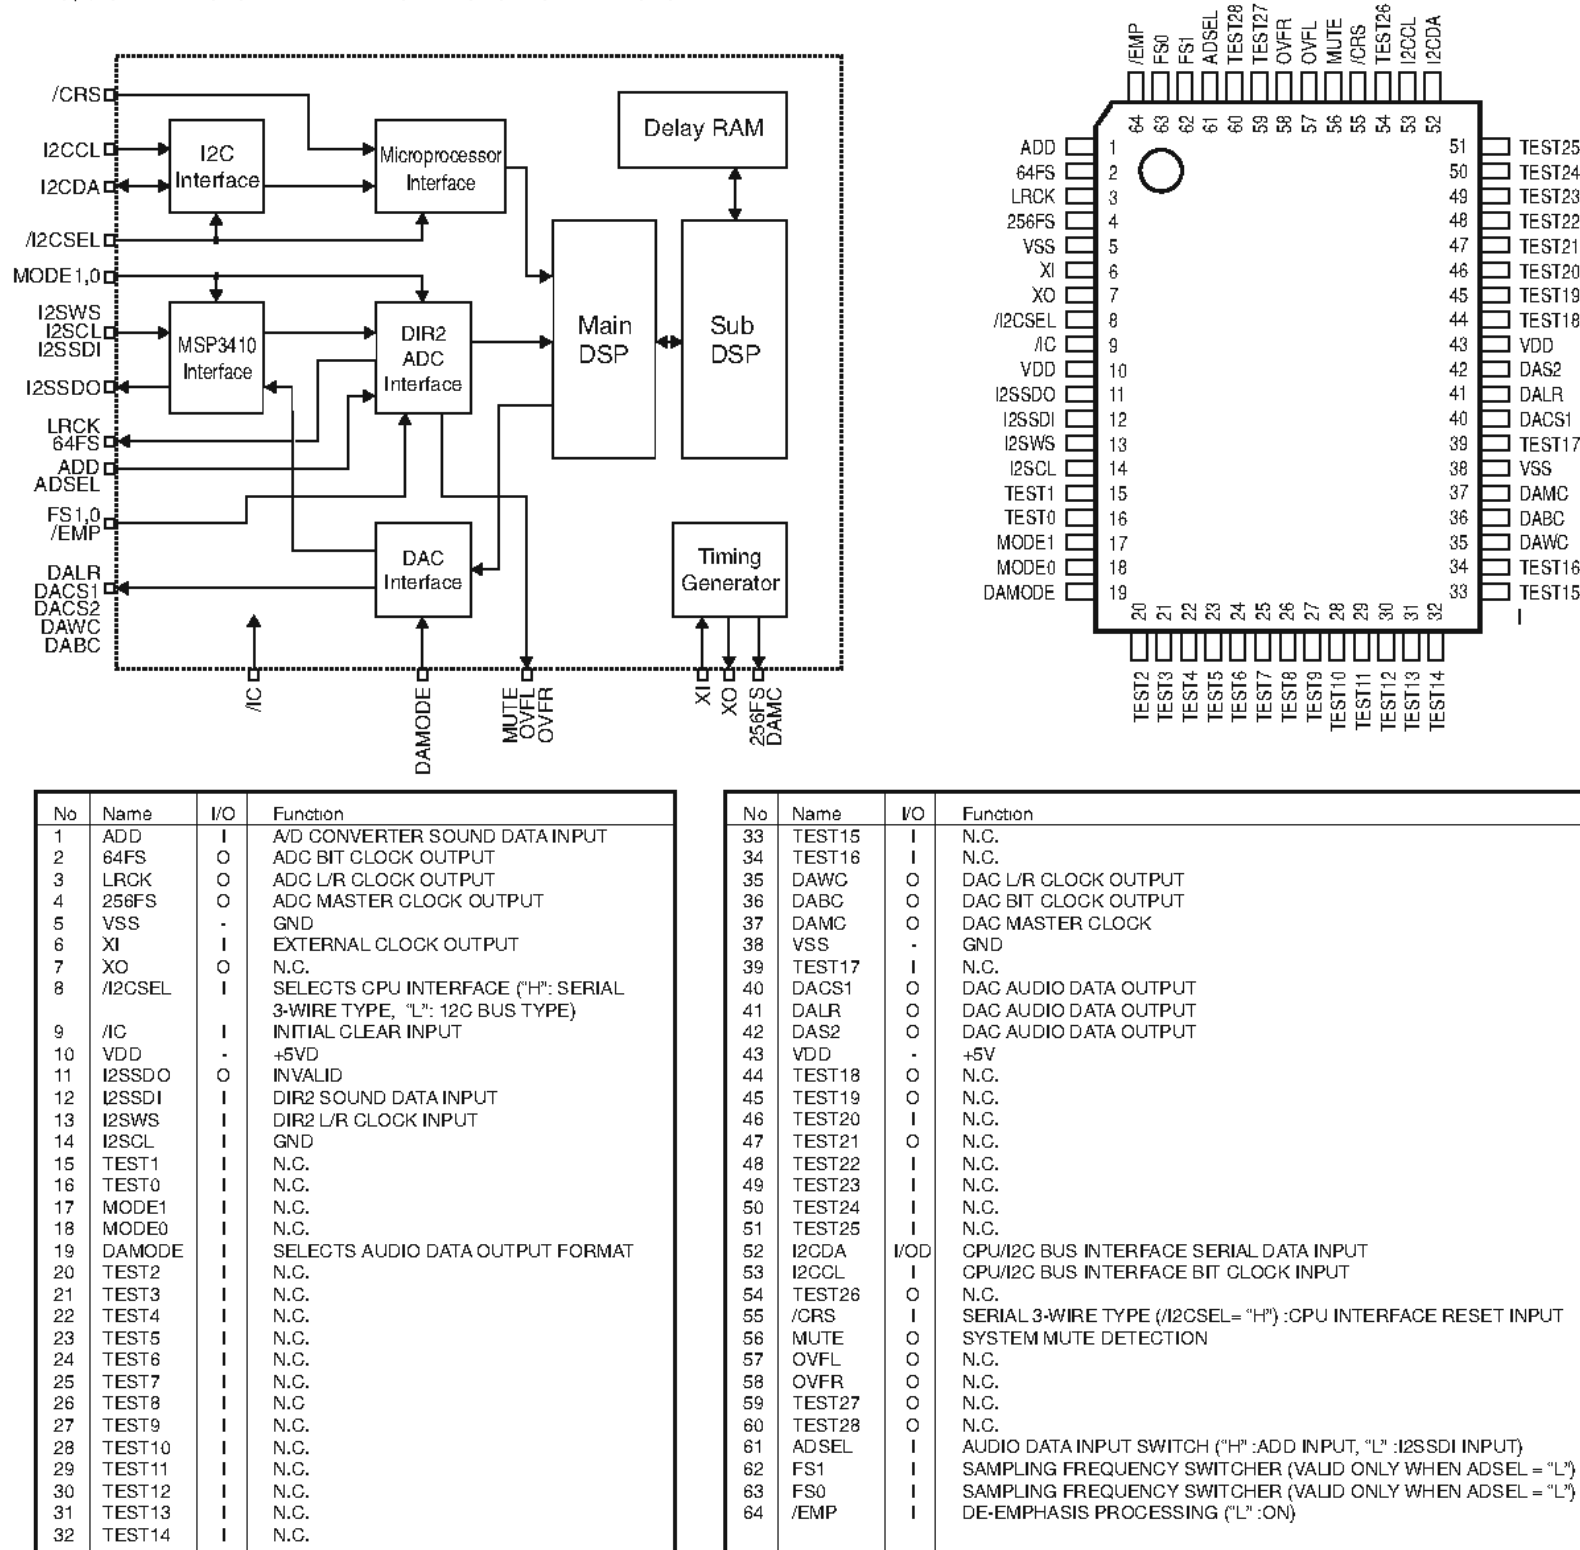 /CRS
I2CCL
I2CDA
/I2CSEL
MODE1,0
I2SWS
I2SCL
I2SSDI
I2SSDO
LRCK
64FS
ADD
ADSEL
FS1,0
/EMP
DALR
DACS1
DACS2
DAWC
DABC
I2C
Interface
Microprocessor
Interface
Delay RAM
MSP3410
Interface
DIR2
ADC
Interface
Main
DSP
Sub
DSP
DAC
Interface
Timing
Generator
/IC
DAMODE
MUTE
OVFL
OVFR
XI
XO
256FS
DAMC
/EMP
FS0
FS1
ADSEL
TEST28
TEST27
OVFR
OVFL
MUTE
/CRS
TEST26
I2CCL
I2CDA
64 63 62 61 60 59 58 57 56 55 54 53 52
ADD 1 51 TEST25
64FS 2 50 TEST24
LRCK 3 49 TEST23
256FS 4 48 TEST22
VSS 5 47 TEST21
XI 6 46 TEST20
XO 7 45 TEST19
/I2CSEL 8 44 TEST18
/IC 9 43 VDD
VDD 10 42 DAS2
I2SSDO 11 41 DALR
I2SSDI 12 40 DACS1
I2SWS 13 39 TEST17
I2SCL 14 38 VSS
TEST1 15 37 DAMC
TEST0 16 36 DABC
MODE1 17 35 DAWC
MODE0 18 34 TEST16
DAMODE 19 33 TEST15
20 21 22 23 24 25 26 27 28 29 30 31 32
TEST2
TEST3
TEST4
TEST5
TEST6
TEST7
TEST8
TEST9
TEST10
TEST11
TEST12
TEST13
TEST14
No Name I/O Function
1 ADD I A/D CONVERTER SOUND DATA INPUT
2 64FS O ADC BIT CLOCK OUTPUT
3 LRCK O ADC L/R CLOCK OUTPUT
4 256FS O ADC MASTER CLOCK OUTPUT
5 VSS - GND
6 XI I EXTERNAL CLOCK OUTPUT
7 XO O N.C.
8 /I2CSEL I SELECTS CPU INTERFACE ("H": SERIAL
3-WIRE TYPE, "L": 12C BUS TYPE)
9 /IC I INITIAL CLEAR INPUT
10 VDD - +5VD
11 I2SSDO O INVALID
12 I2SSDI I DIR2 SOUND DATA INPUT
13 I2SWS I DIR2 L/R CLOCK INPUT
14 I2SCL I GND
15 TEST1 I N.C.
16 TEST0 I N.C.
17 MODE1 I N.C.
18 MODE0 I N.C.
19 DAMODE I SELECTS AUDIO DATA OUTPUT FORMAT
20 TEST2 I N.C.
21 TEST3 I N.C.
22 TEST4 I N.C.
23 TEST5 I N.C.
24 TEST6 I N.C.
25 TEST7 I N.C.
26 TEST8 I N.C
27 TEST9 I N.C.
28 TEST10 I N.C.
29 TEST11 I N.C.
30 TEST12 I N.C.
31 TEST13 I N.C.
32 TEST14 I N.C.
No Name I/O Function
33 TEST15 I N.C.
34 TEST16 I N.C.
35 DAWC O DAC L/R CLOCK OUTPUT
36 DABC O DAC BIT CLOCK OUTPUT
37 DAMC O DAC MASTER CLOCK
38 VSS - GND
39 TEST17 I N.C.
40 DACS1 O DAC AUDIO DATA OUTPUT
41 DALR O DAC AUDIO DATA OUTPUT
42 DAS2 O DAC AUDIO DATA OUTPUT
43 VDD - +5V
44 TEST18 O N.C.
45 TEST19 O N.C.
46 TEST20 I N.C.
47 TEST21 O N.C.
48 TEST22 I N.C.
49 TEST23 I N.C.
50 TEST24 I N.C.
51 TEST25 I N.C.
52 I2CDA I/OD CPU/I2C BUS INTERFACE SERIAL DATA INPUT
53 I2CCL I CPU/I2C BUS INTERFACE BIT CLOCK INPUT
54 TEST26 O N.C.
55 /CRS I SERIAL 3-WIRE TYPE (/I2CSEL= "H") :CPU INTERFACE RESET INPUT
56 MUTE O SYSTEM MUTE DETECTION
57 OVFL O N.C.
58 OVFR O N.C.
59 TEST27 O N.C.
60 TEST28 O N.C.
61 ADSEL I AUDIO DATA INPUT SWITCH ("H" :ADD INPUT, "L" :I2SSDI INPUT)
62 FS1 I SAMPLING FREQUENCY SWITCHER (VALID ONLY WHEN ADSEL = "L")
63 FS0 I SAMPLING FREQUENCY SWITCHER (VALID ONLY WHEN ADSEL = "L")
64 /EMP I DE-EMPHASIS PROCESSING ("L" :ON)